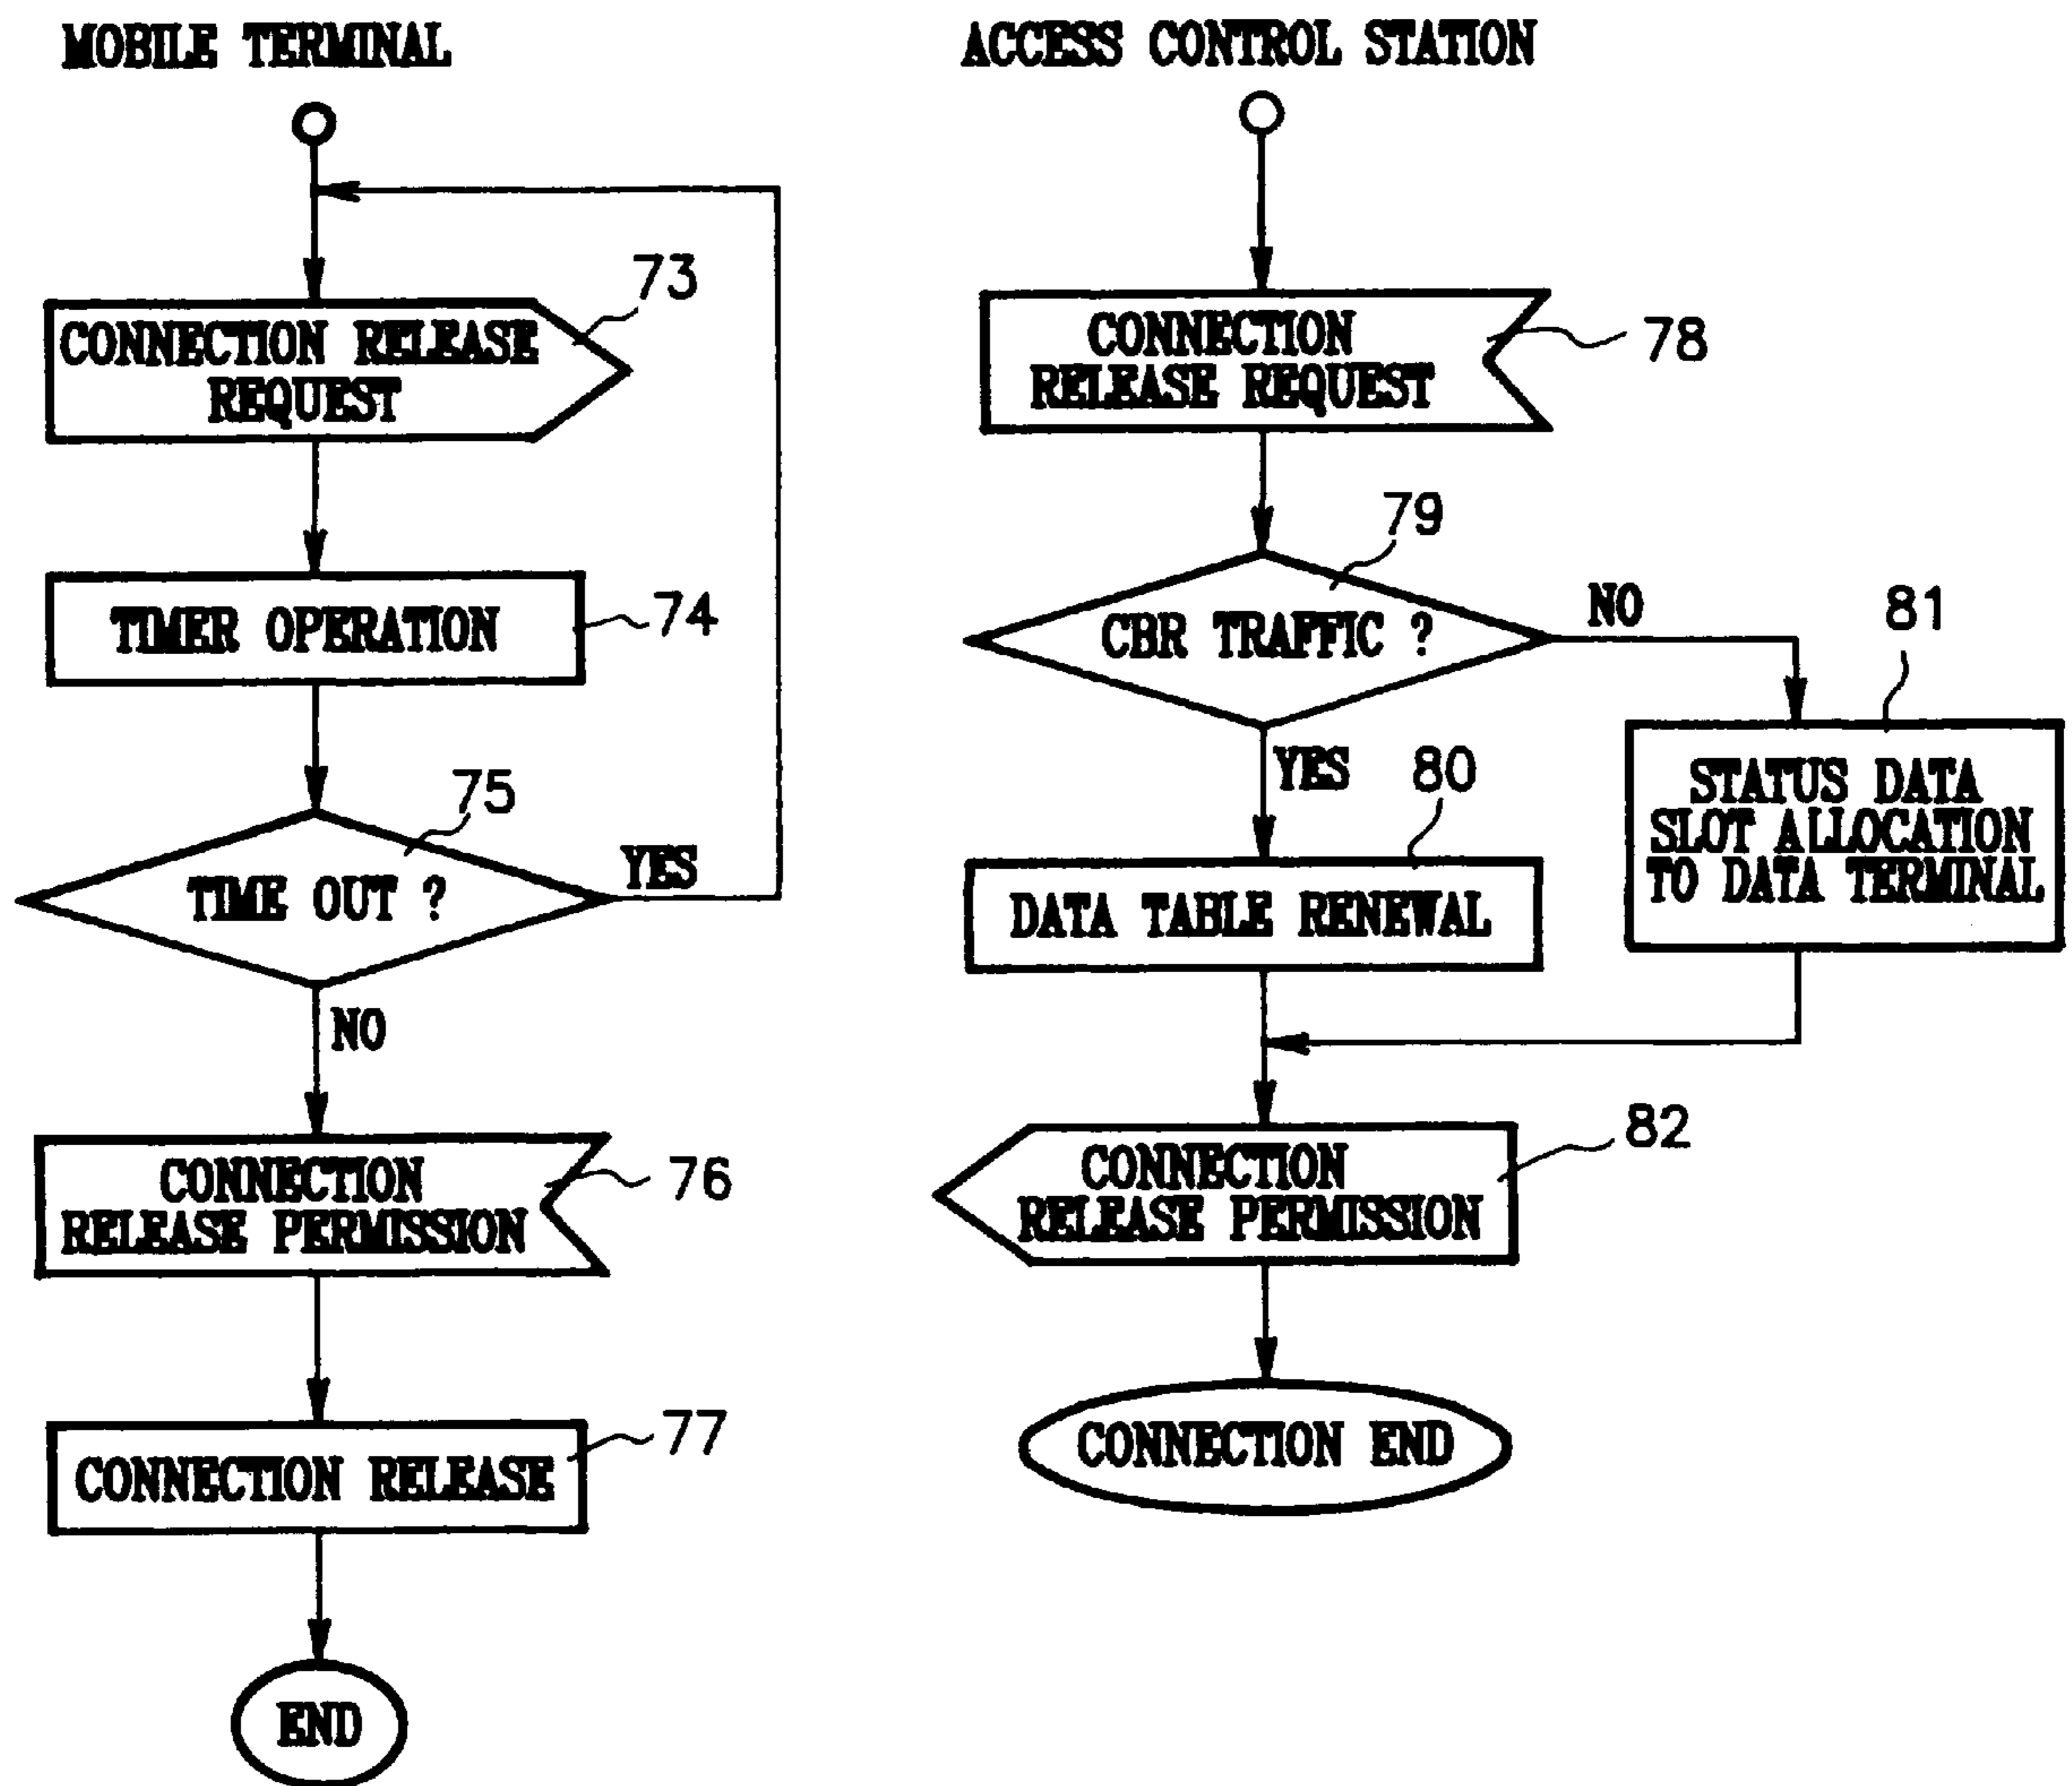 MOBILE TERMINAL
73
CONNECTION RELEASE
REQUEST
TIMER OPERATION
74
75
TIME OUT ?
YES
NO
CONNECTION
RELEASE PERMISSION
76
CONNECTION RELEASE
77
END
ACCESS CONTROL STATION
CONNECTION
RELEASE REQUEST
78
79
CBR TRAFFIC ?
NO
YES
80
DATA TABLE RENEWAL
81
STATUS DATA
SLOT ALLOCATION
TO DATA TERMINAL
82
CONNECTION
RELEASE PERMISSION
CONNECTION END